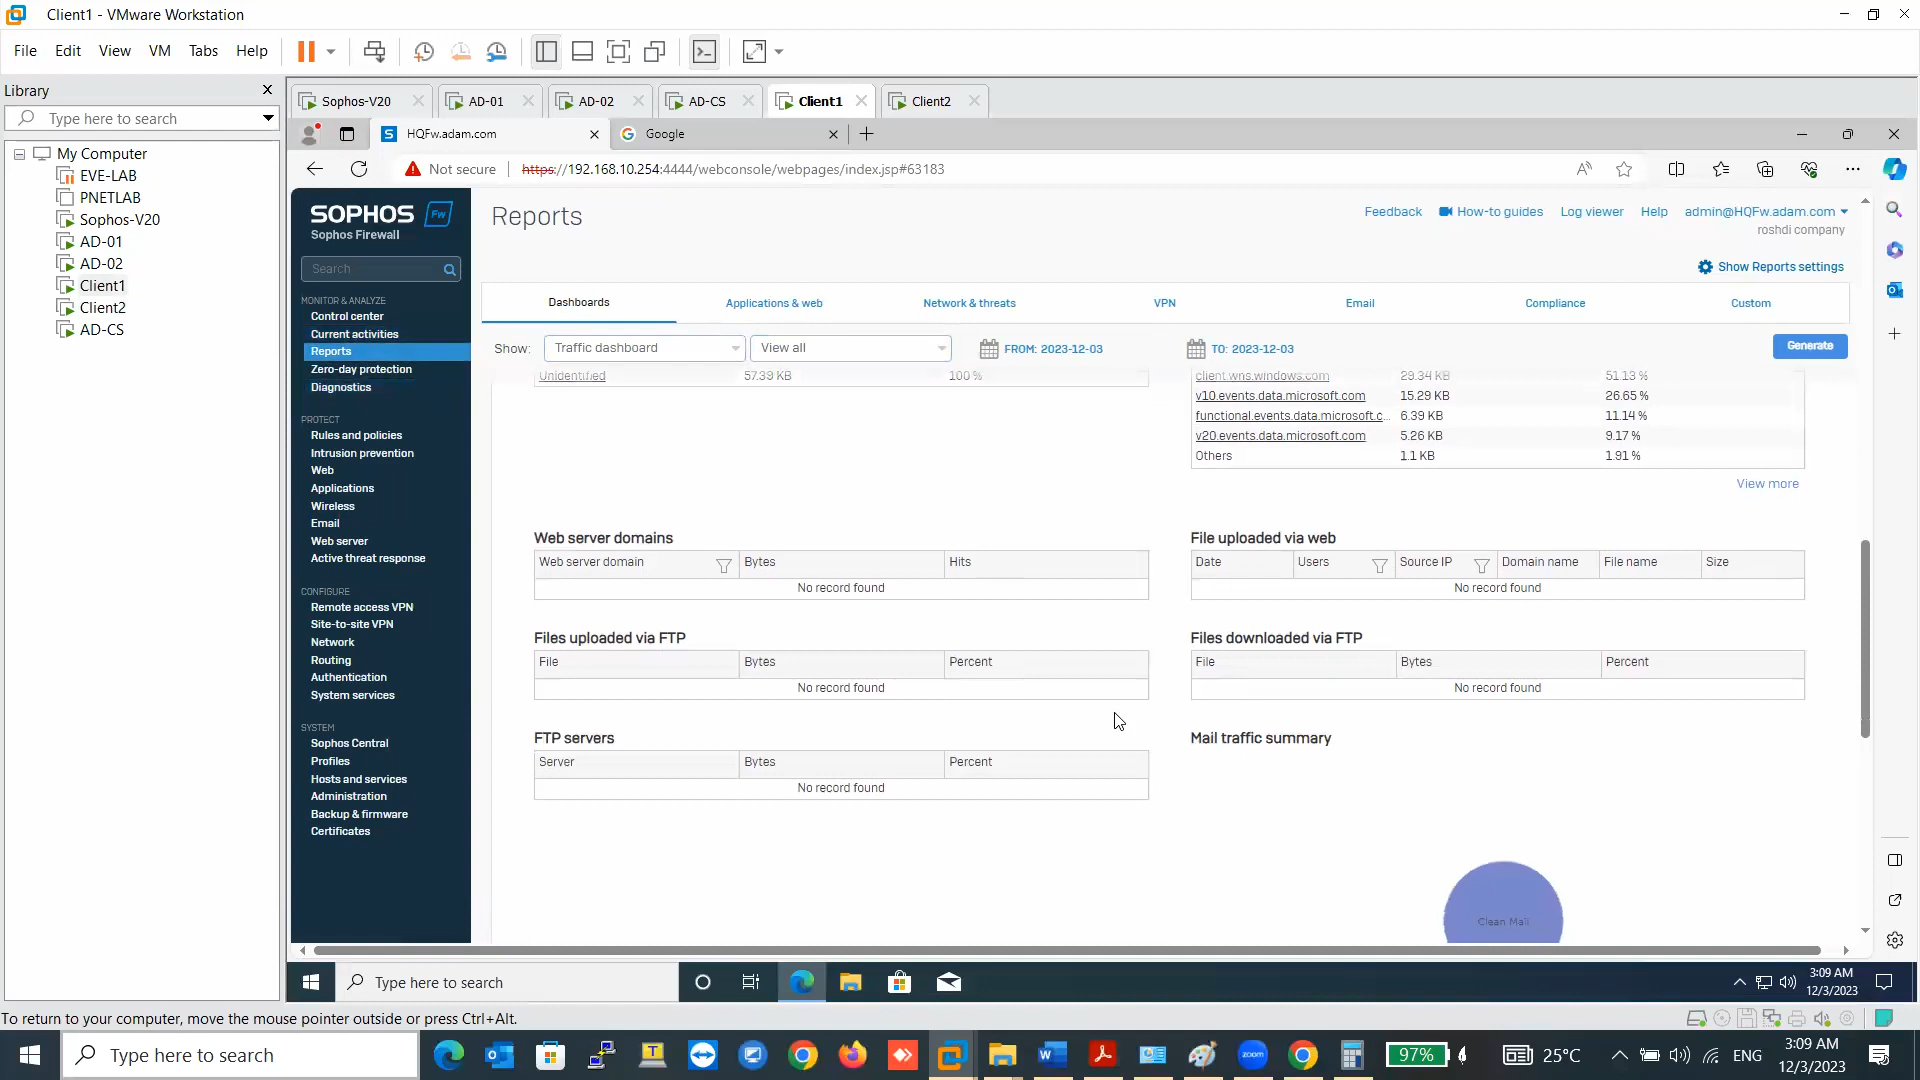 Client1 - VMware Workstation
File Edit View VM Tabs Help
Library
Type here to search
My Computer
EVE-LAB
PNETLAB
Sophos-V20
AD-01
AD-02
Client1
Client2
AD-CS
Sophos-V20 AD-01 AD-02 AD-CS Client1 Client2
HQFw.adam.com Google
Not secure https://192.168.10.254:4444/webconsole/webpages/index.jsp#63183
SOPHOS Fw
Sophos Firewall
Search
MONITOR & ANALYZE
Control center
Current activities
Reports
Zero-day protection
Diagnostics
PROTECT
Rules and policies
Intrusion prevention
Web
Applications
Wireless
Email
Web server
Active threat response
CONFIGURE
Remote access VPN
Site-to-site VPN
Network
Routing
Authentication
System services
SYSTEM
Sophos Central
Profiles
Hosts and services
Administration
Backup & firmware
Certificates
Reports
Feedback How-to guides Log viewer Help admin@HQFw.adam.com
roshdi company
Show Reports settings
Dashboards Applications & web Network & threats VPN Email Compliance Custom
Show: Traffic dashboard View all FROM: 2023-12-03 TO: 2023-12-03 Generate
Unidentified 57.39 KB 100 %
client.wns.windows.com 29.34 KB 51.13 %
v10.events.data.microsoft.com 15.29 KB 26.65 %
functional.events.data.microsoft.c... 6.39 KB 11.14 %
v20.events.data.microsoft.com 5.26 KB 9.17 %
Others 1.1 KB 1.91 %
View more
Web server domains
Web server domain Bytes Hits
No record found
File uploaded via web
Date Users Source IP Domain name File name Size
No record found
Files uploaded via FTP
File Bytes Percent
No record found
Files downloaded via FTP
File Bytes Percent
No record found
FTP servers
Server Bytes Percent
No record found
Mail traffic summary
Clean Mail
Type here to search
3:09 AM
12/3/2023
To return to your computer, move the mouse pointer outside or press Ctrl+Alt.
Type here to search
zoom
97%
25°C
ENG
3:09 AM
12/3/2023